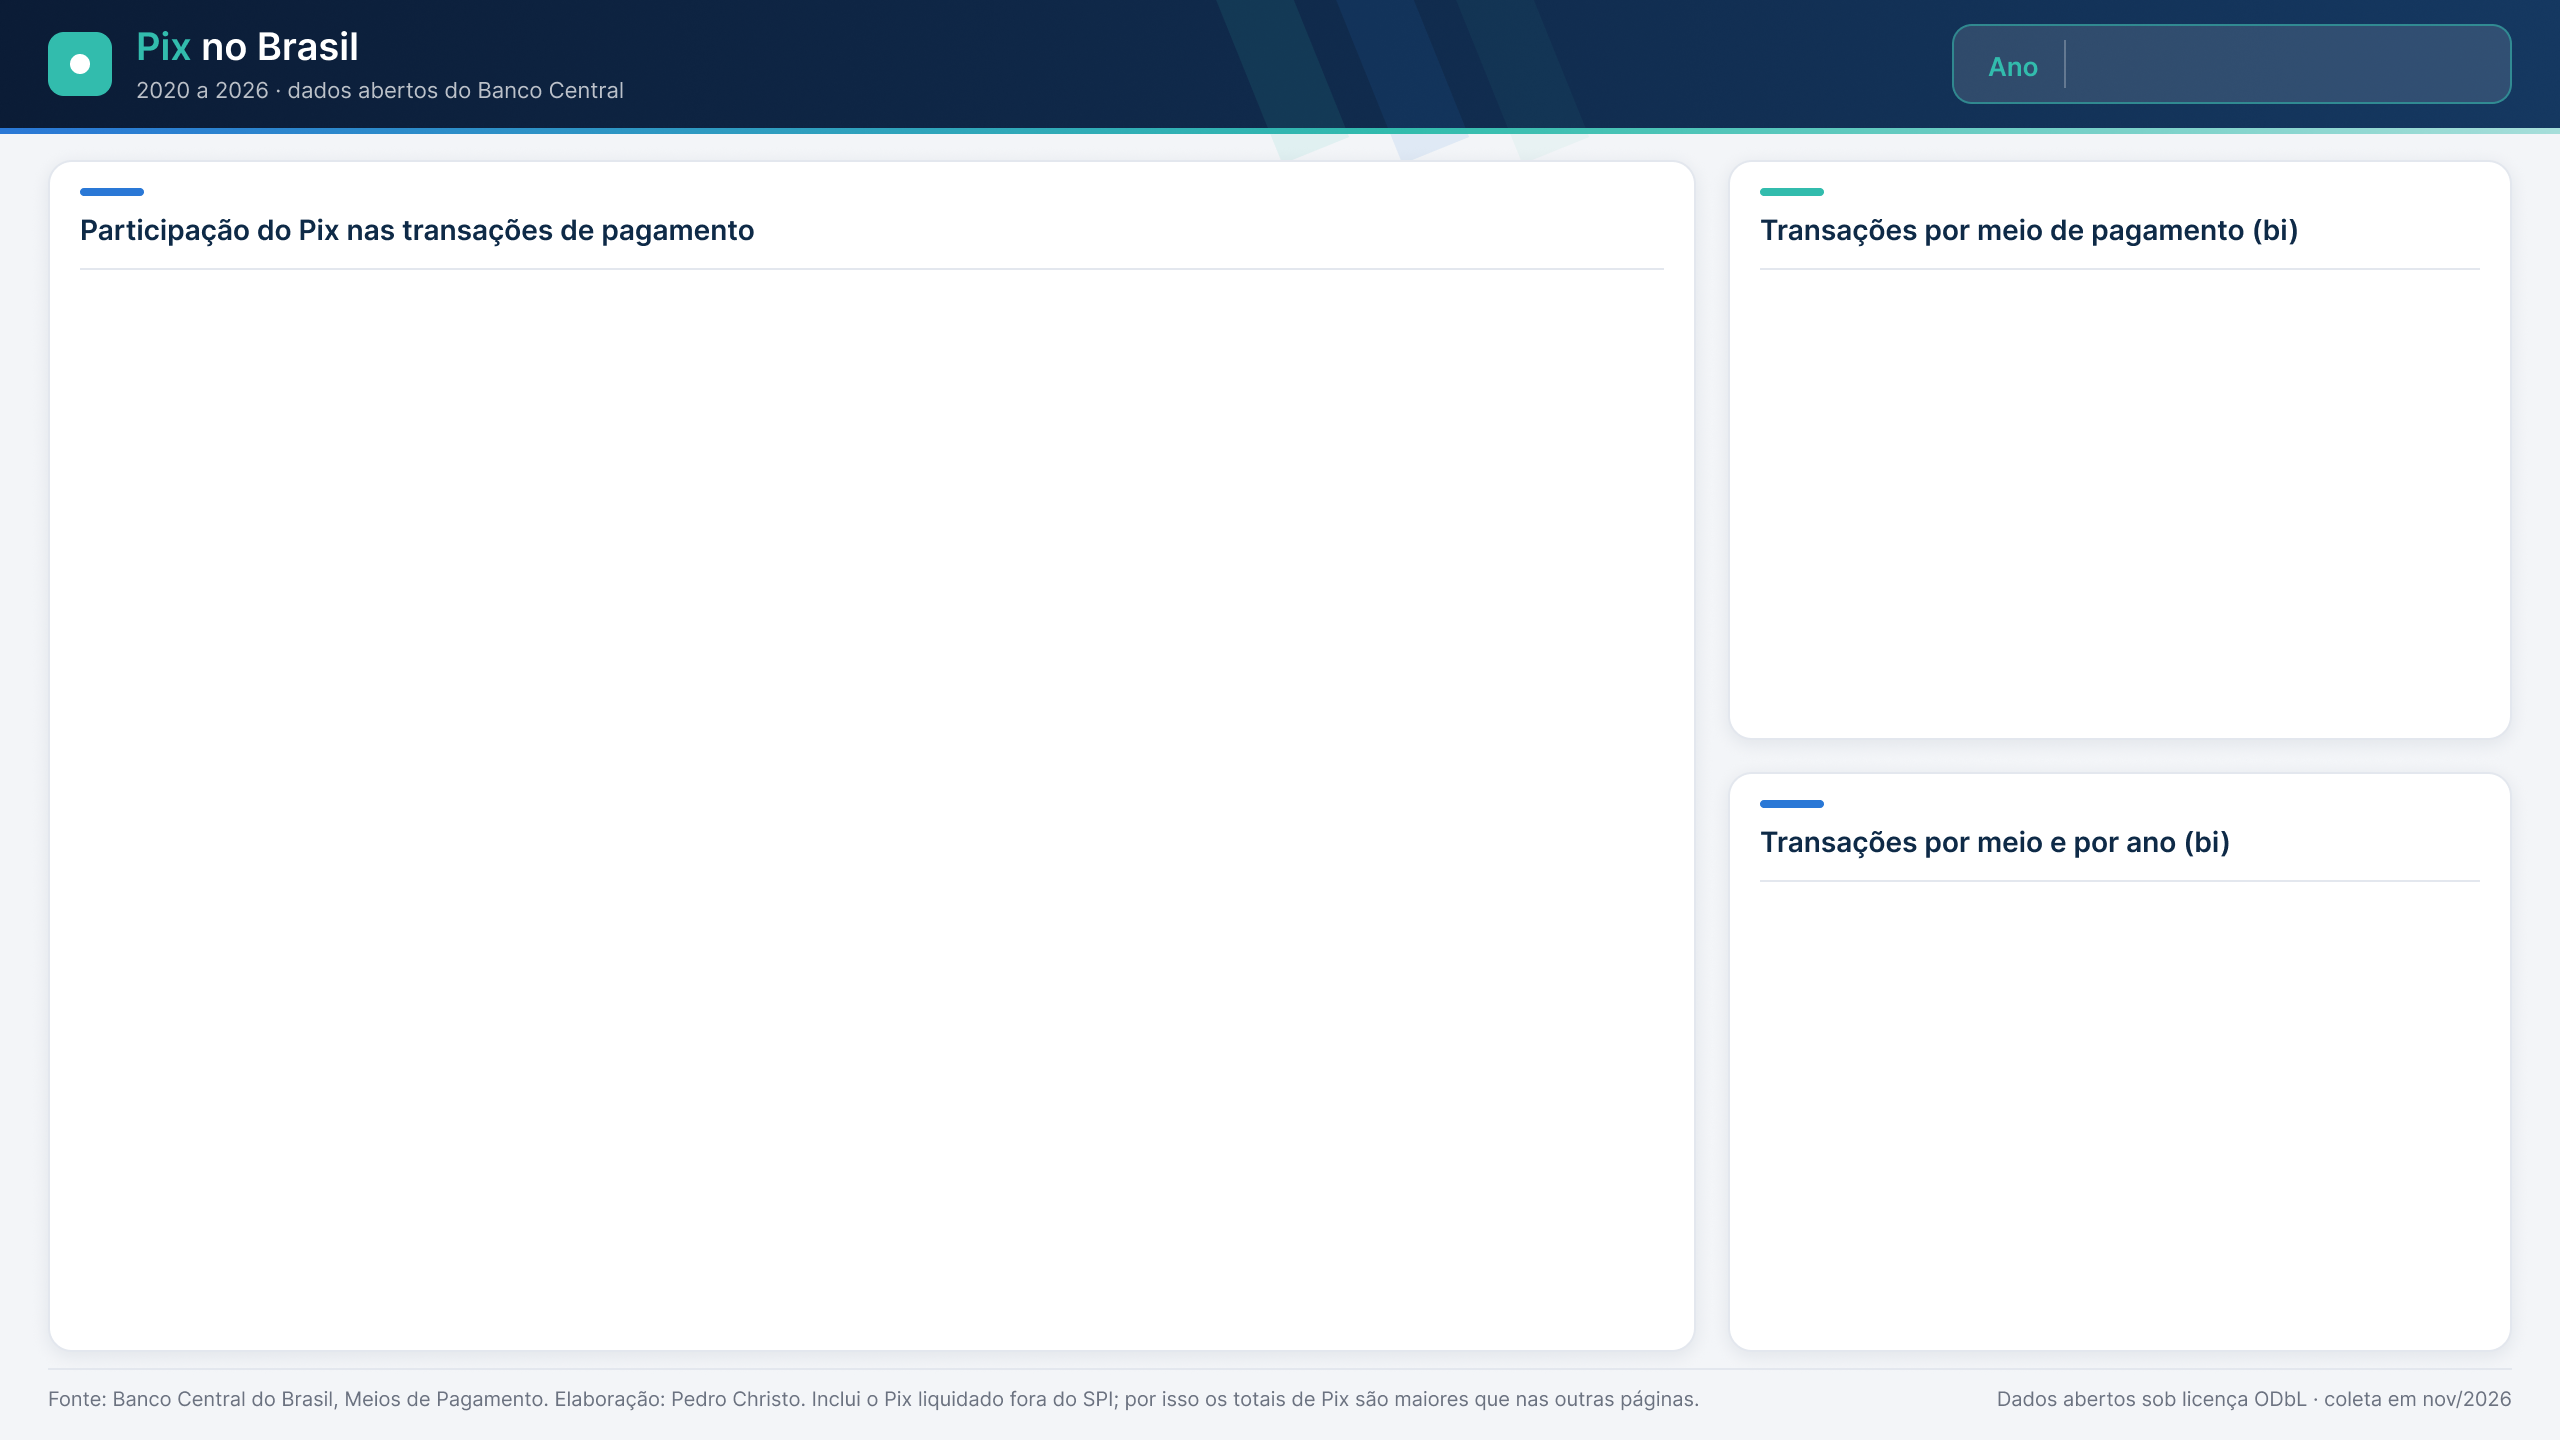 Pix no Brasil
2020 a 2026 · dados abertos do Banco Central
Ano
Participação do Pix nas transações de pagamento
Transações por meio de pagamento (bi)
Transações por meio e por ano (bi)
Fonte: Banco Central do Brasil, Meios de Pagamento. Elaboração: Pedro Christo. Inclui o Pix liquidado fora do SPI; por isso os totais de Pix são maiores que nas outras páginas.
Dados abertos sob licença ODbL · coleta em nov/2026